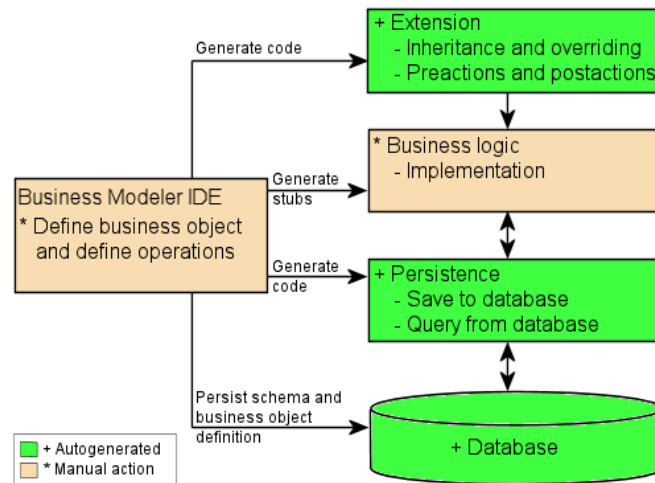 + Extension
- Inheritance and overriding
- Preactions and postactions
Generate code
* Business logic
- Implementation
Generate
stubs
Business Modeler IDE
* Define business object
and define operations
Generate
code
+ Persistence
- Save to database
- Query from database
Persist schema and
business object
definition
+ Database
+ Autogenerated
* Manual action